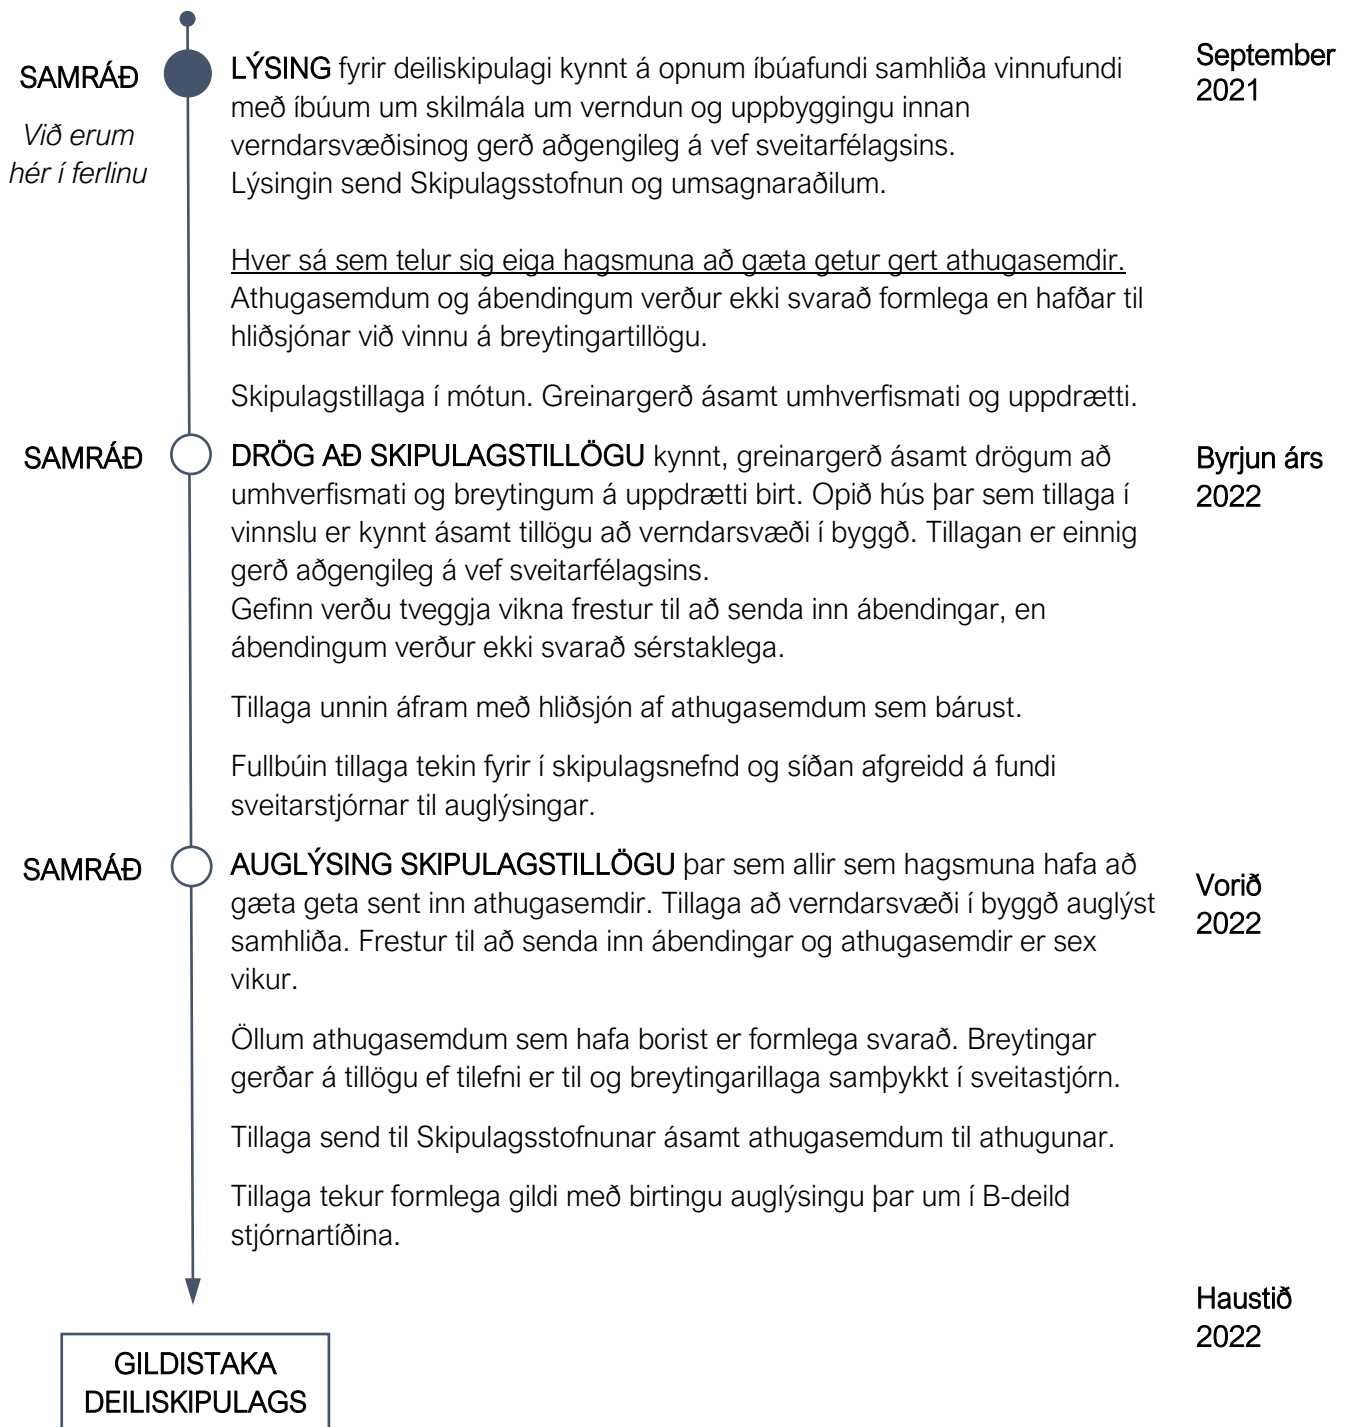 SAMRÁÐ
Við erum
hér í ferlinu
LÝSING fyrir deiliskipulagi kynnt á opnum íbúafundi samhliða vinnufundi
með íbúum um skilmála um verndun og uppbyggingu innan
verndarsvæðisinog gerð aðgengileg á vef sveitarfélagsins.
Lýsingin send Skipulagsstofnun og umsagnaraðilum.
September
2021
Hver sá sem telur sig eiga hagsmuna að gæta getur gert athugasemdir.
Athugasemdum og ábendingum verður ekki svarað formlega en hafðar til
hliðsjónar við vinnu á breytingartillögu.
Skipulagstillaga í mótun. Greinargerð ásamt umhverfismati og uppdrætti.
SAMRÁÐ
DRÖG AÐ SKIPULAGSTILLÖGU kynnt, greinargerð ásamt drögum að
umhverfismati og breytingum á uppdrætti birt. Opið hús þar sem tillaga í
vinnslu er kynnt ásamt tillögu að verndarsvæði í byggð. Tillagan er einnig
gerð aðgengileg á vef sveitarfélagsins.
Gefinn verðu tveggja vikna frestur til að senda inn ábendingar, en
ábendingum verður ekki svarað sérstaklega.
Byrjun árs
2022
Tillaga unnin áfram með hliðsjón af athugasemdum sem bárust.
Fullbúin tillaga tekin fyrir í skipulagsnefnd og síðan afgreidd á fundi
sveitarstjórnar til auglýsingar.
SAMRÁÐ
AUGLÝSING SKIPULAGSTILLÖGU þar sem allir sem hagsmuna hafa að
gæta geta sent inn athugasemdir. Tillaga að verndarsvæði í byggð auglýst
samhliða. Frestur til að senda inn ábendingar og athugasemdir er sex
vikur.
Vorið
2022
Öllum athugasemdum sem hafa borist er formlega svarað. Breytingar
gerðar á tillögu ef tilefni er til og breytingarillaga samþykkt í sveitastjórn.
Tillaga send til Skipulagsstofnunar ásamt athugasemdum til athugunar.
Tillaga tekur formlega gildi með birtingu auglýsingu þar um í B-deild
stjórnartíðina.
Haustið
2022
GILDISTAKA
DEILISKIPULAGS